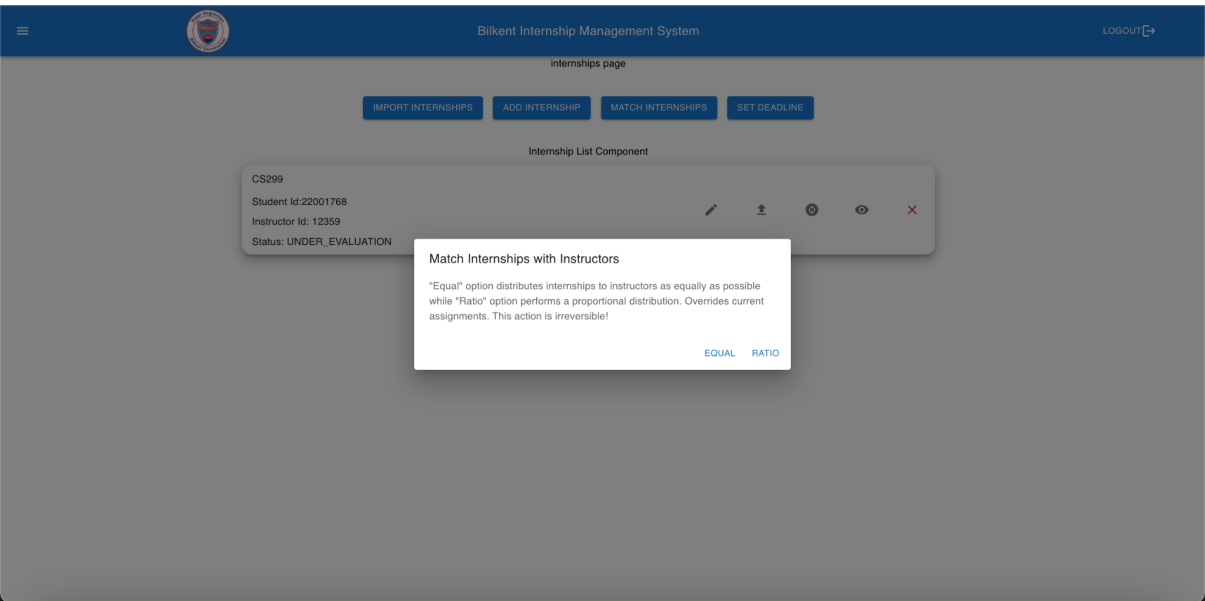 Bilkent Internship Management System
LOGOUT
internships page
IMPORT INTERNSHIPS
ADD INTERNSHIP
MATCH INTERNSHIPS
SET DEADLINE
Internship List Component
CS299
Student Id:22001768
Instructor Id: 12359
Status: UNDER_EVALUATION
Match Internships with Instructors
"Equal" option distributes internships to instructors as equally as possible
while "Ratio" option performs a proportional distribution. Overrides current
assignments. This action is irreversible!
EQUAL
RATIO